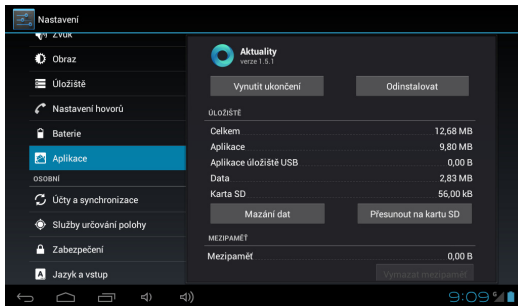 Nastavení
Zvuk
Obraz
Úložiště
Nastavení hovorů
Baterie
Aplikace
OSOBNÍ
Účty a synchronizace
Služby určování polohy
Zabezpečení
Jazyk a vstup
Aktuality
verze 1.5.1
Vynutit ukončení
Odinstalovat
ÚLOŽIŠTĚ
Celkem 12,68 MB
Aplikace 9,80 MB
Aplikace úložiště USB 0,00 B
Data 2,83 MB
Karta SD 56,00 kB
Mazání dat
Přesunout na kartu SD
MEZIPAMĚŤ
Mezipaměť 0,00 B
Vymazat mezipaměť
9:09